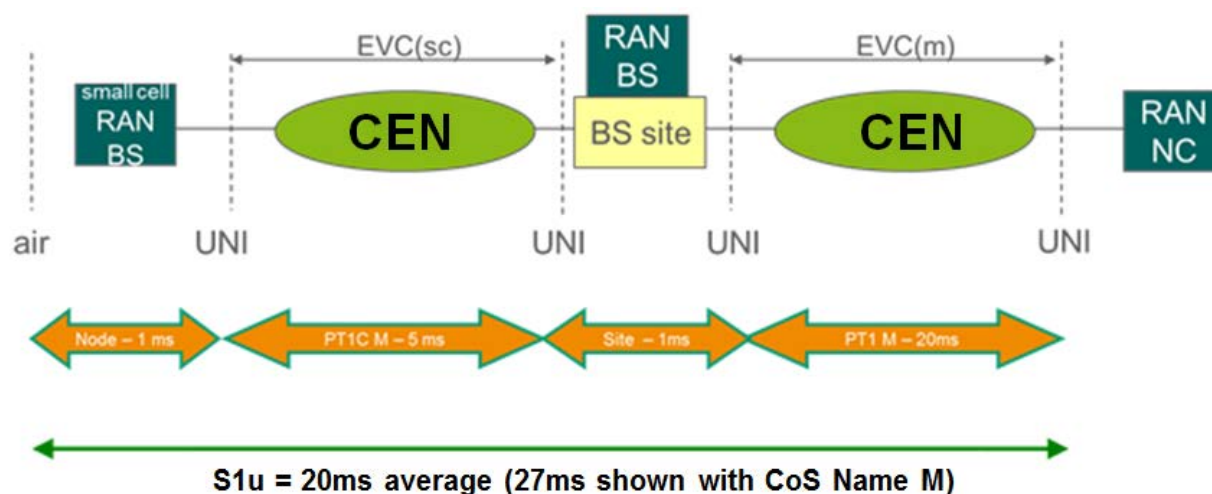 EVC(sc)
RAN
BS
EVC(m)
small cell
RAN
BS
CEN
BS site
CEN
RAN
NC
air
UNI
UNI
UNI
UNI
Node – 1 ms
PT1C M – 5 ms
Site – 1ms
PT1 M – 20ms
S1u = 20ms average (27ms shown with CoS Name M)